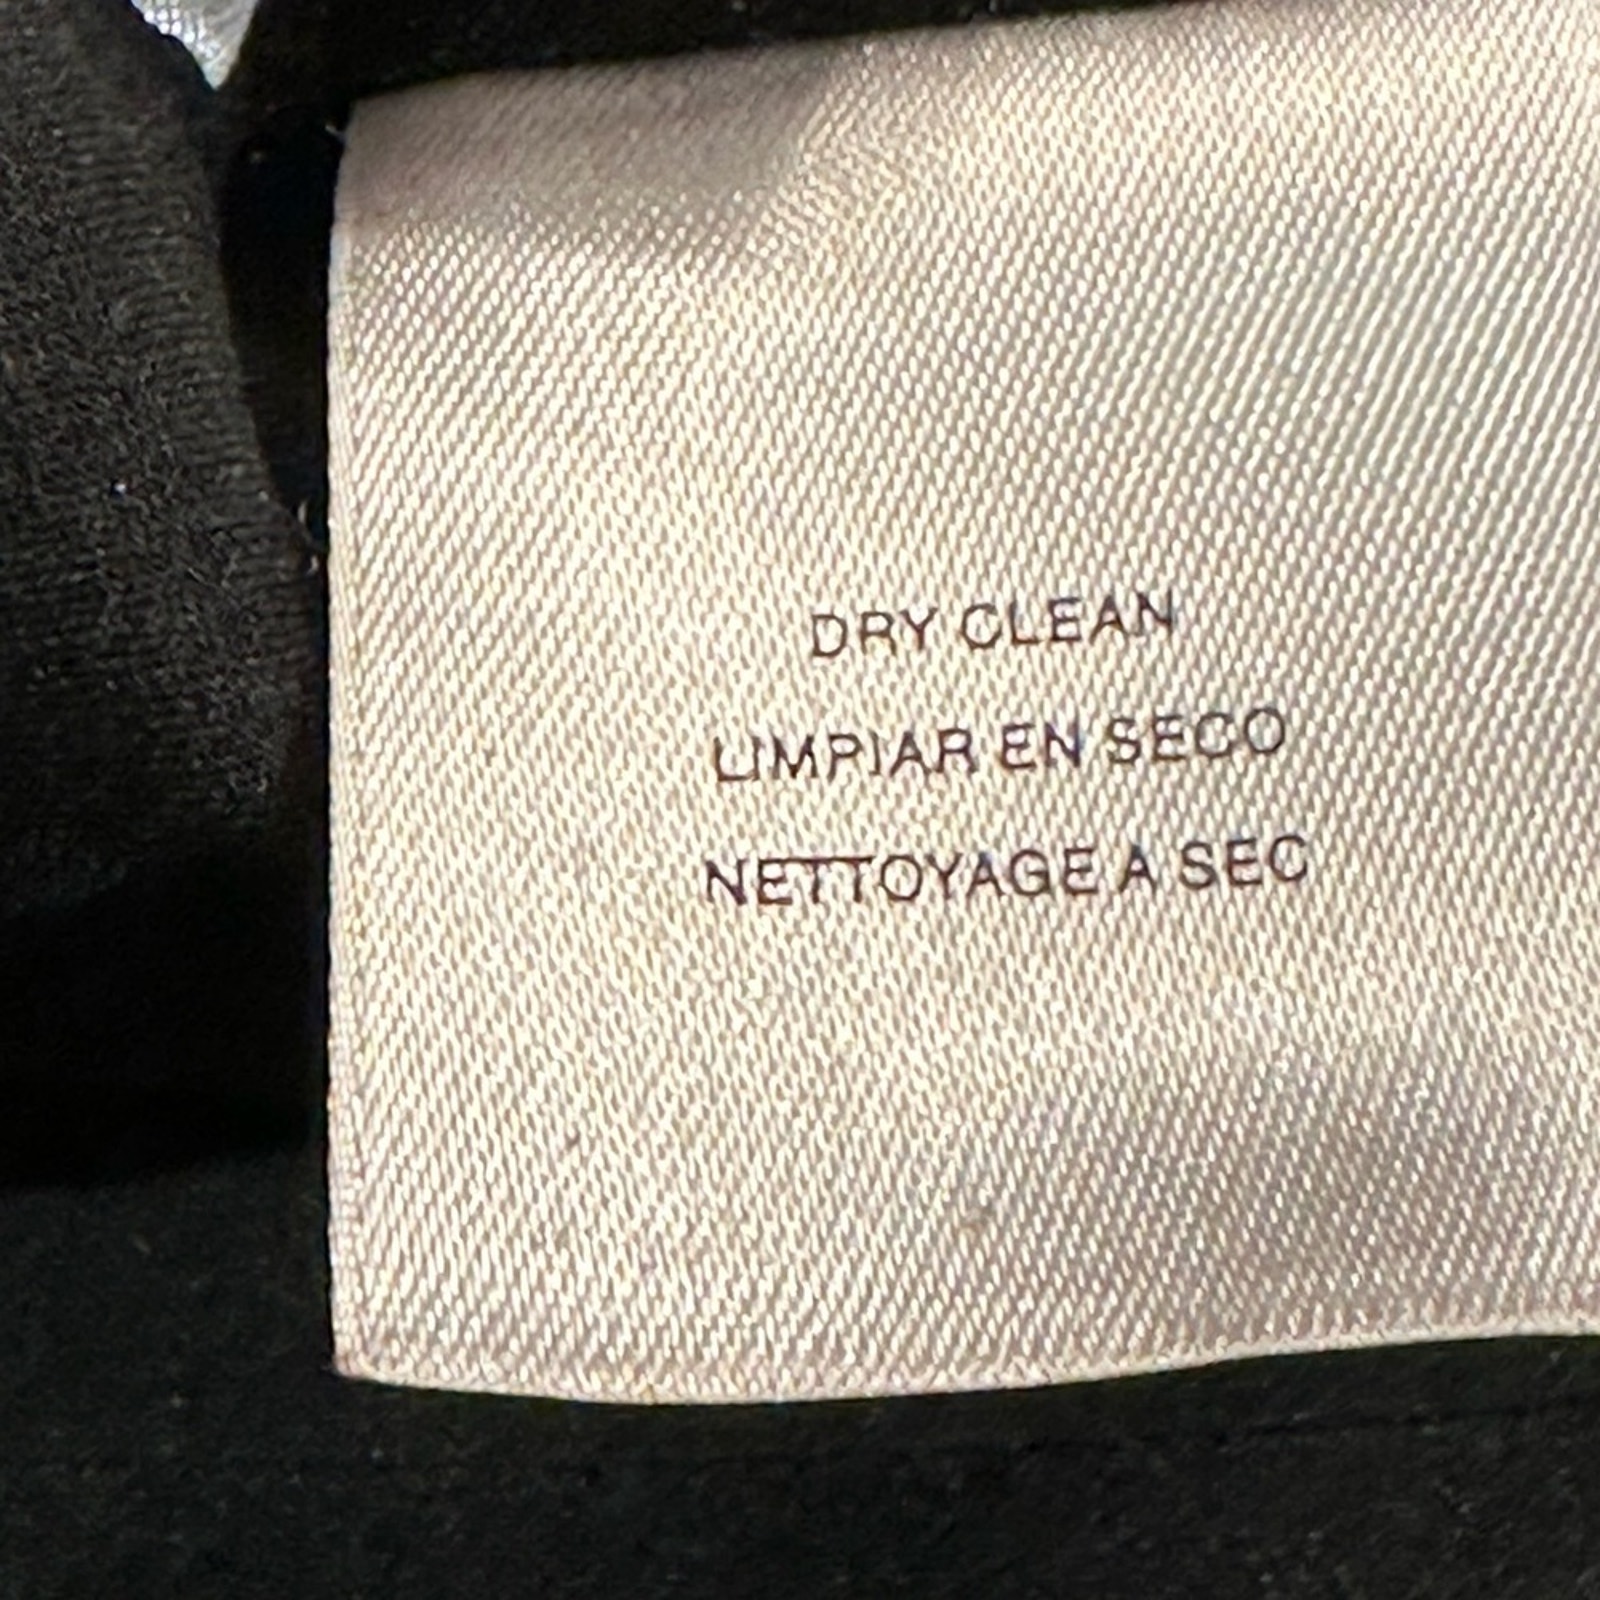 DRY CLEAN
LIMPIAR EN SECO
NETTOYAGE A SEC